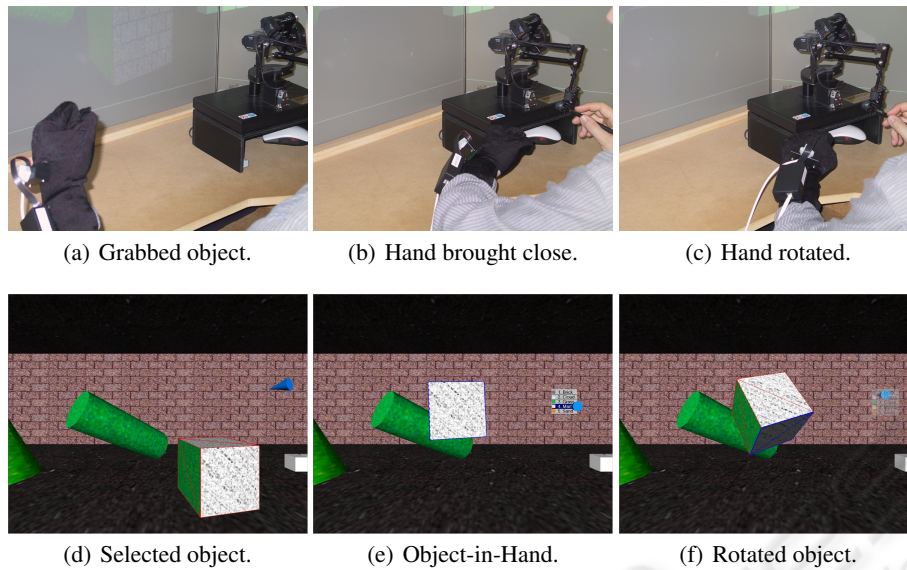 (a) Grabbed object.
(b) Hand brought close.
(c) Hand rotated.
(d) Selected object.
(e) Object-in-Hand.
(f) Rotated object.